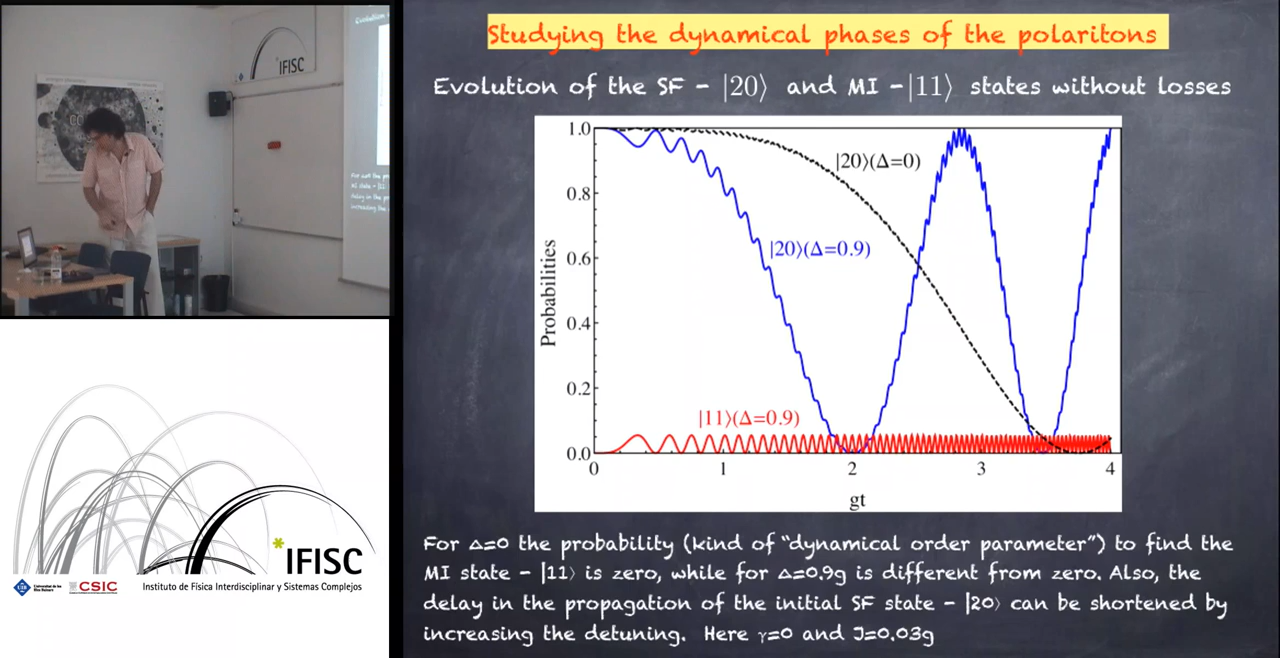 IFISC
Studying the dynamical phases of the polaritons
Evolution of the SF - |20⟩ and MI -|11⟩ states without losses
1.0
0.8
0.6
0.4
0.2
0.0
Probabilities
|20⟩(Δ=0)
|20⟩(Δ=0.9)
|11⟩(Δ=0.9)
0 1 2 3 4
gt
For Δ=0 the probability (kind of “dynamical order parameter”) to find the
MI state - |11⟩ is zero, while for Δ=0.9g is different from zero. Also, the
delay in the propagation of the initial SF state - |20⟩ can be shortened by
increasing the detuning. Here γ=0 and J=0.03g
*IFISC
CSIC
Instituto de Física Interdisciplinar y Sistemas Complejos